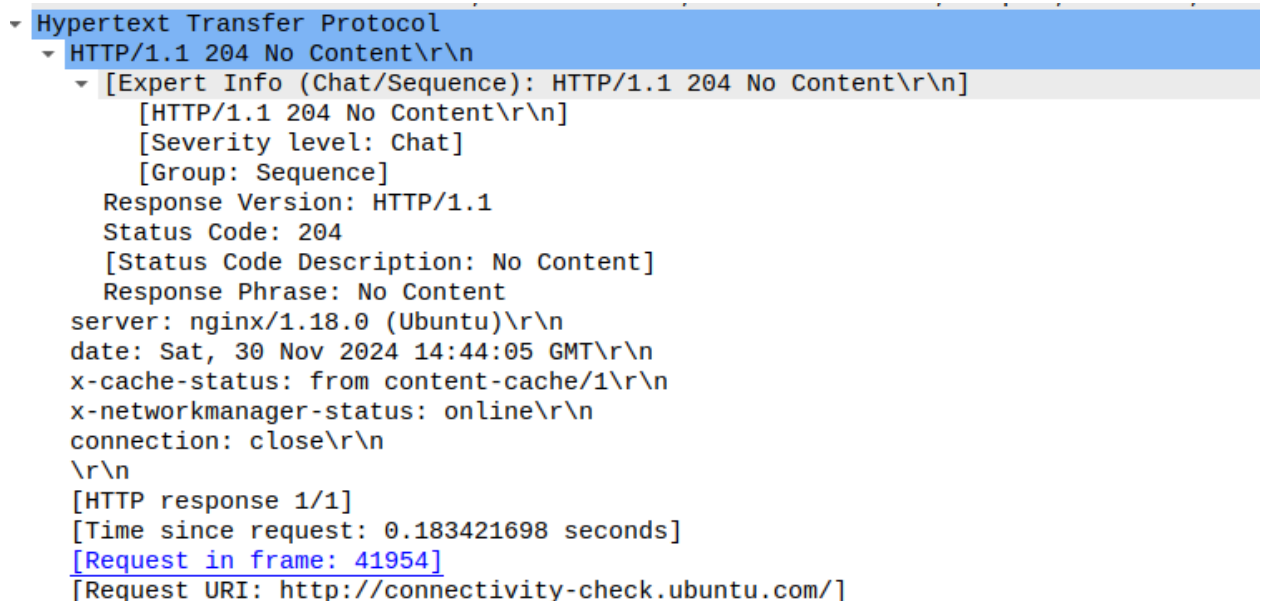 Hypertext Transfer Protocol
HTTP/1.1 204 No Content\r\n
[Expert Info (Chat/Sequence): HTTP/1.1 204 No Content\r\n]
[HTTP/1.1 204 No Content\r\n]
[Severity level: Chat]
[Group: Sequence]
Response Version: HTTP/1.1
Status Code: 204
[Status Code Description: No Content]
Response Phrase: No Content
server: nginx/1.18.0 (Ubuntu)\r\n
date: Sat, 30 Nov 2024 14:44:05 GMT\r\n
x-cache-status: from content-cache/1\r\n
x-networkmanager-status: online\r\n
connection: close\r\n
\r\n
[HTTP response 1/1]
[Time since request: 0.183421698 seconds]
[Request in frame: 41954]
[Request URI: http://connectivity-check.ubuntu.com/]